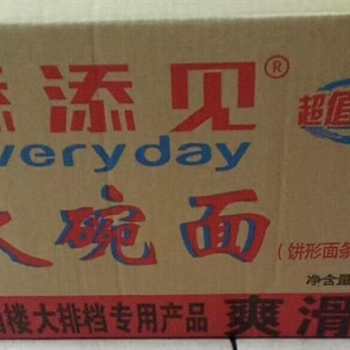 添添见®
everyday
超值
大碗面
(饼形面条
净含量
酒楼大排档专用产品 爽滑